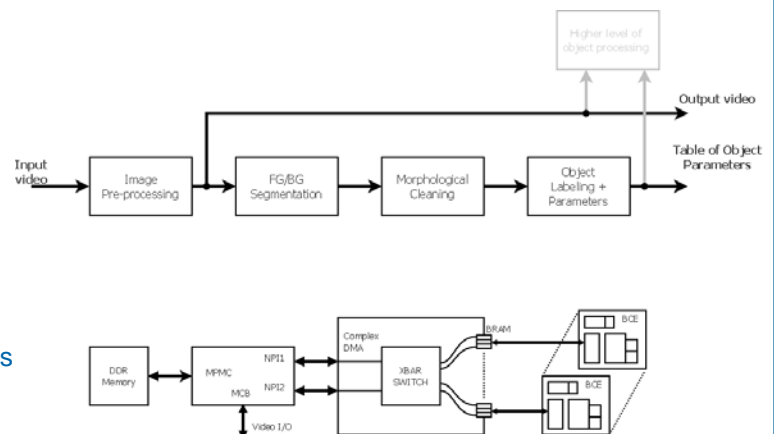 Higher level of
object processing
Output video
Table of Object
Parameters
Input
video
Image
Pre-processing
FG/BG
Segmentation
Morphological
Cleaning
Object
Labeling +
Parameters
s
DDR
Memory
MPMC
NPI1
NPI2
MCB
Video I/O
Complex
DMA
XBAR
SWITCH
BRAM
BCE
BCE